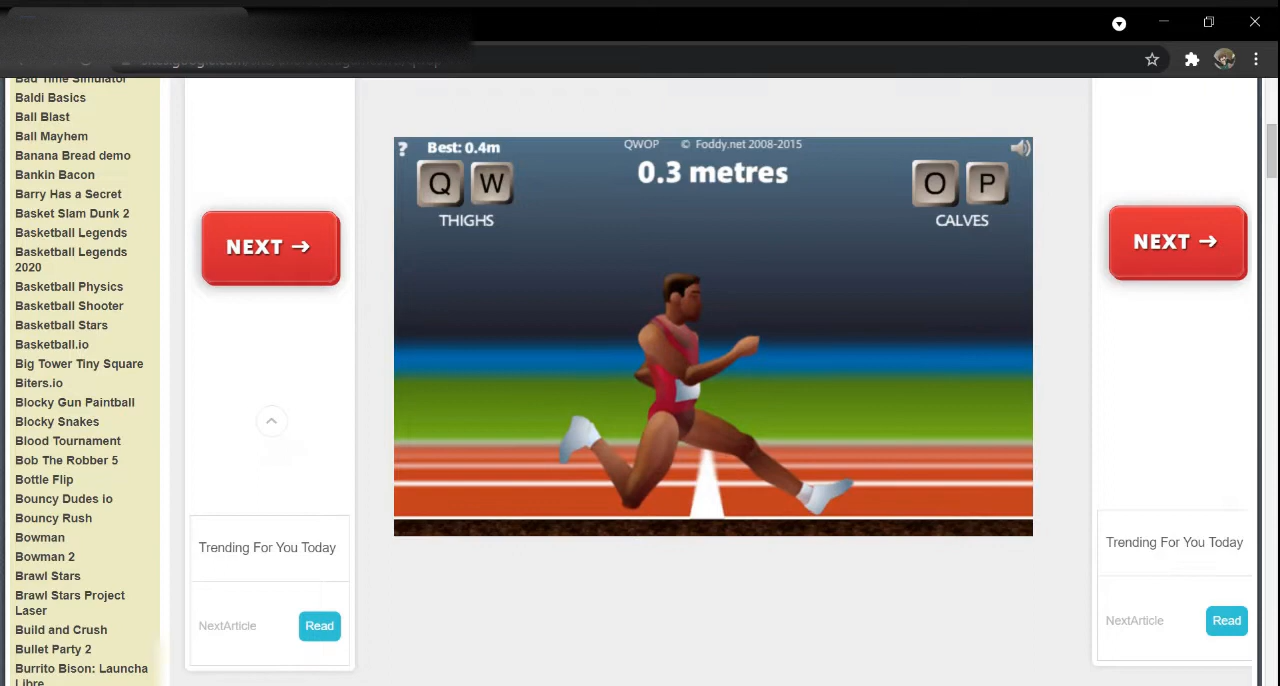 Bad Time Simulator
Baldi Basics
Ball Blast
Ball Mayhem
Banana Bread demo
Bankin Bacon
Barry Has a Secret
Basket Slam Dunk 2
Basketball Legends
Basketball Legends
2020
Basketball Physics
Basketball Shooter
Basketball Stars
Basketball.io
Big Tower Tiny Square
Biters.io
Blocky Gun Paintball
Blocky Snakes
Blood Tournament
Bob The Robber 5
Bottle Flip
Bouncy Dudes io
Bouncy Rush
Bowman
Bowman 2
Brawl Stars
Brawl Stars Project
Laser
Build and Crush
Bullet Party 2
Burrito Bison: Launcha
Libre
NEXT →
Trending For You Today
NextArticle
Read
? Best: 0.4m
QWOP © Foddy.net 2008-2015
0.3 metres
Q W
THIGHS
O P
CALVES
NEXT →
Trending For You Today
NextArticle
Read